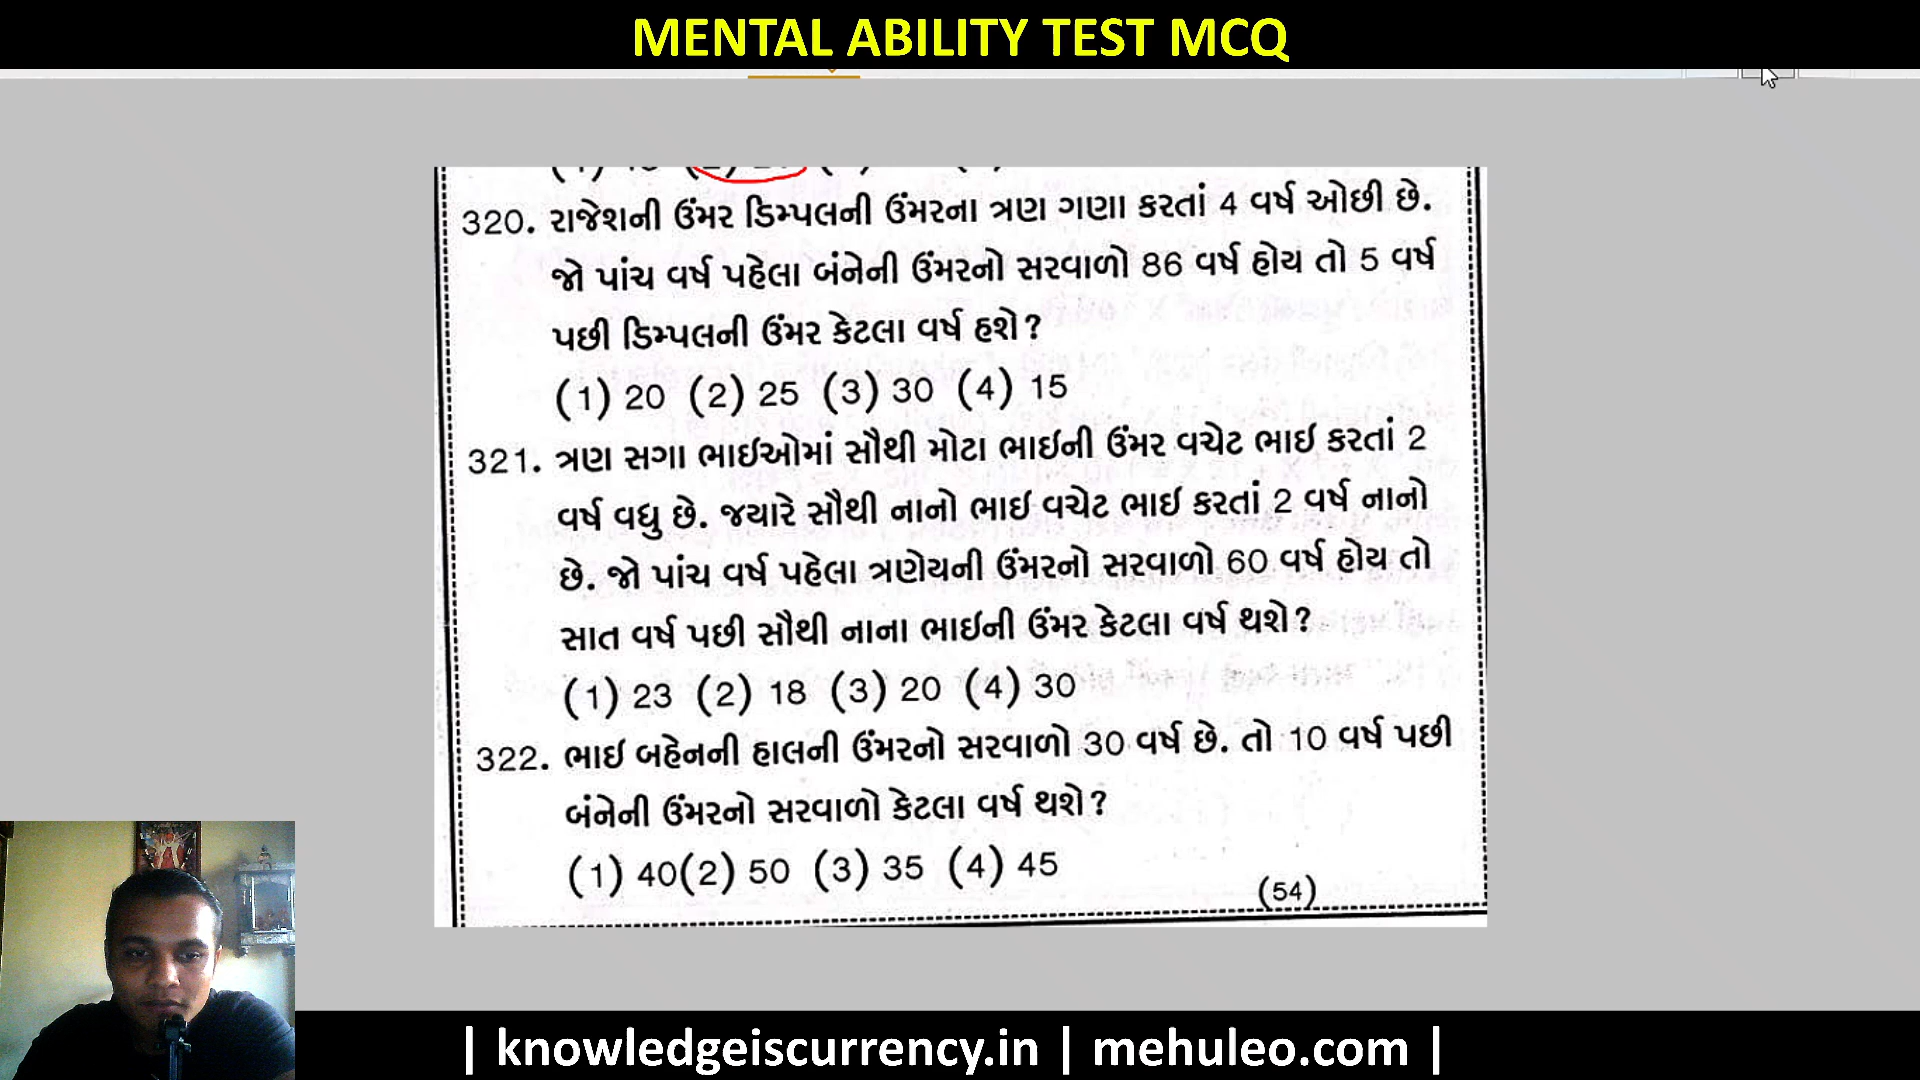 MENTAL ABILITY TEST MCQ
320. રાજેશની ઉંમર ડિમ્પલની ઉંમરના ત્રણ ગણા કરતાં 4 વર્ષ ઓછી છે.
જો પાંચ વર્ષ પહેલા બંનેની ઉંમરનો સરવાળો 86 વર્ષ હોય તો 5 વર્ષ
પછી ડિમ્પલની ઉંમર કેટલા વર્ષ હશે?
(1) 20 (2) 25 (3) 30 (4) 15
321. ત્રણ સગા ભાઈઓમાં સૌથી મોટા ભાઈની ઉંમર વચેટ ભાઈ કરતાં 2
વર્ષ વધુ છે. જયારે સૌથી નાનો ભાઈ વચેટ ભાઈ કરતાં 2 વર્ષ નાનો
છે. જો પાંચ વર્ષ પહેલા ત્રણેયની ઉંમરનો સરવાળો 60 વર્ષ હોય તો
સાત વર્ષ પછી સૌથી નાના ભાઈની ઉંમર કેટલા વર્ષ થશે?
(1) 23 (2) 18 (3) 20 (4) 30
322. ભાઈ બહેનની હાલની ઉંમરનો સરવાળો 30 વર્ષ છે. તો 10 વર્ષ પછી
બંનેની ઉંમરનો સરવાળો કેટલા વર્ષ થશે?
(1) 40(2) 50 (3) 35 (4) 45
(54)
| knowledgeiscurrency.in | mehuleo.com |